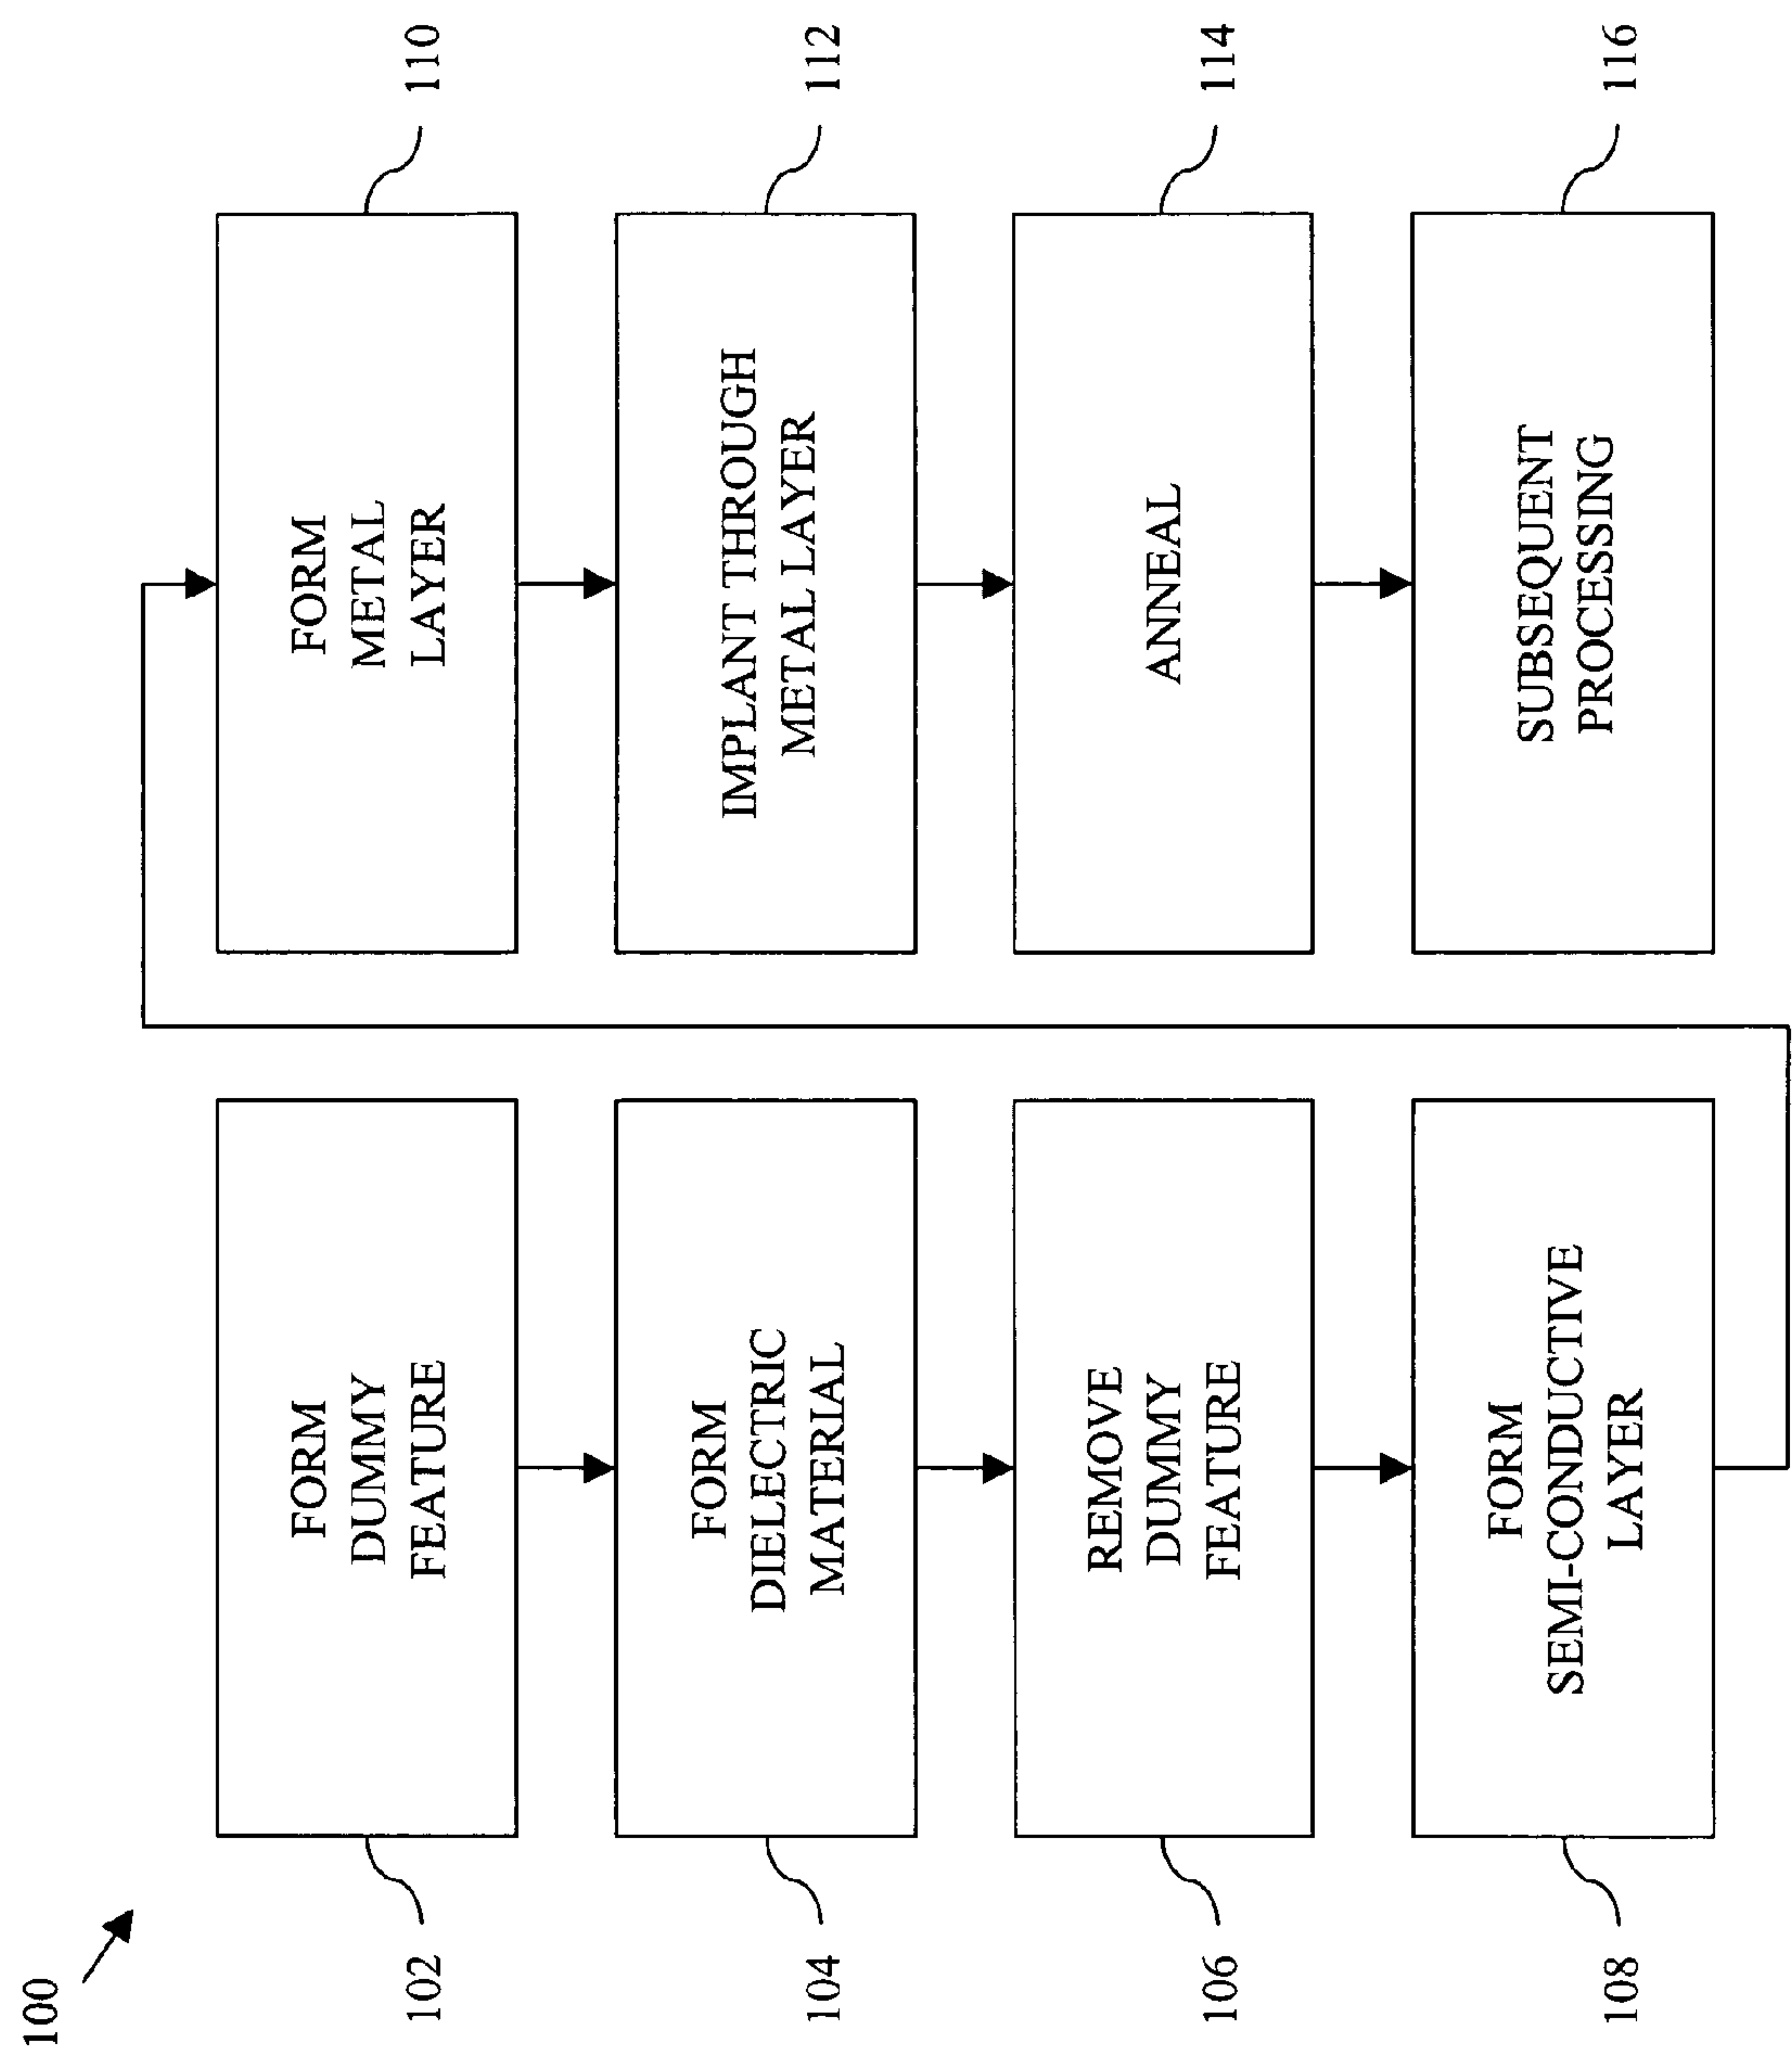 100
102
FORM
DUMMY
FEATURE
104
FORM
DIELECTRIC
MATERIAL
106
REMOVE
DUMMY
FEATURE
108
FORM
SEMI-CONDUCTIVE
LAYER
FORM
METAL
LAYER
110
IMPLANT THROUGH
METAL LAYER
112
ANNEAL
114
SUBSEQUENT
PROCESSING
116